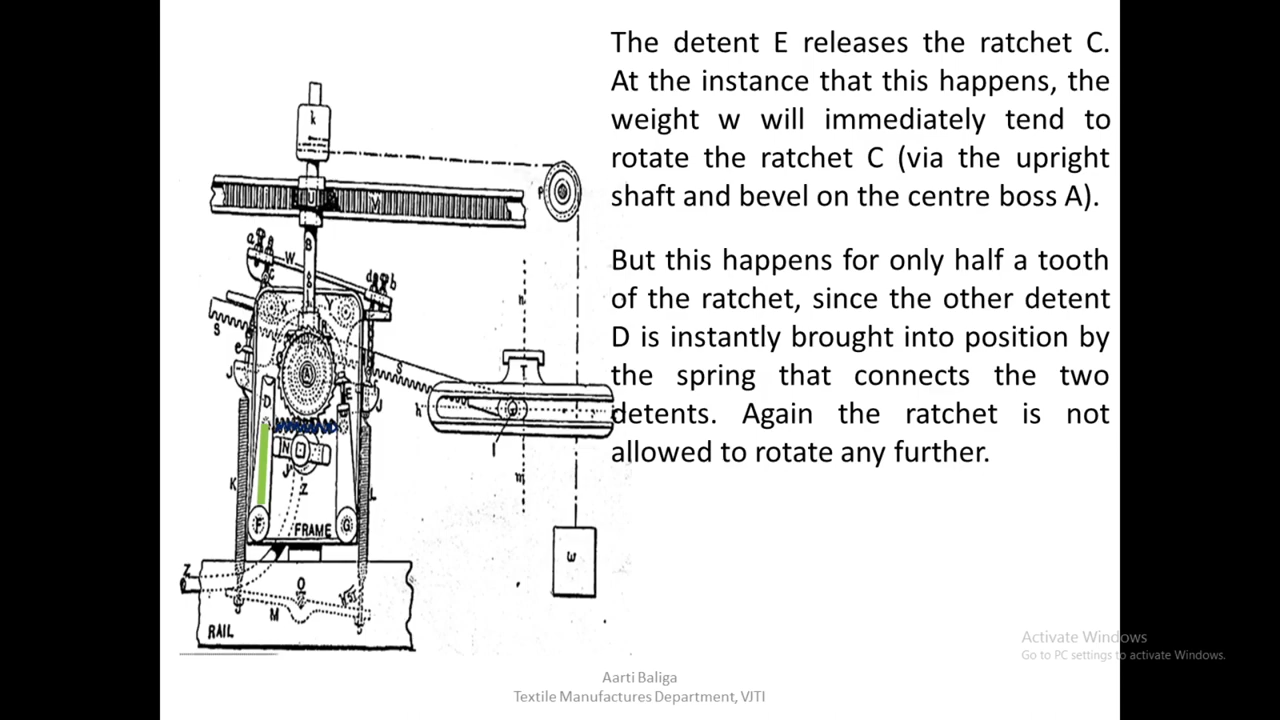 The detent E releases the ratchet C.
At the instance that this happens, the
weight w will immediately tend to
rotate the ratchet C (via the upright
shaft and bevel on the centre boss A).
But this happens for only half a tooth
of the ratchet, since the other detent
D is instantly brought into position by
the spring that connects the two
detents. Again the ratchet is not
allowed to rotate any further.
k
P
U
V
B
a
W
c
d
b
S
S
e
J
A
D
E
J
T
n
h
l
m
N
J
K
Z
L
F
FRAME
G
w
Z
O
M
RAIL
Activate Windows
Go to PC settings to activate Windows.
Aarti Baliga
Textile Manufactures Department, VJTI